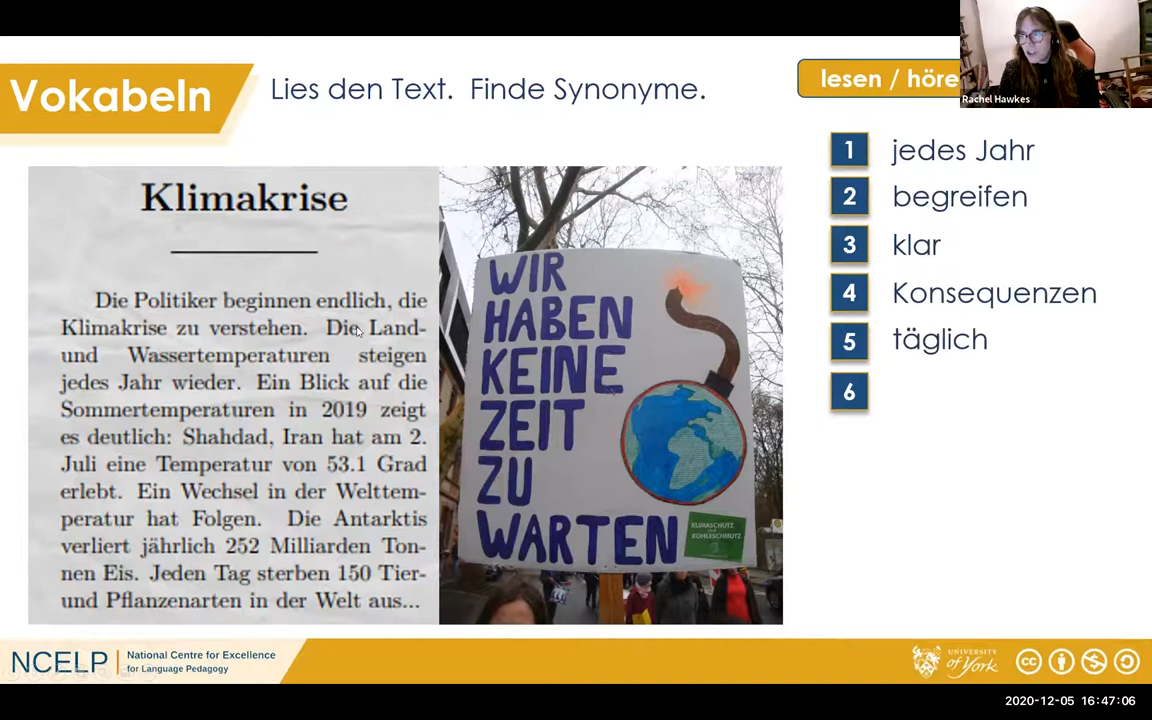 Vokabeln
Lies den Text. Finde Synonyme.
lesen / höre
Rachel Hawkes
Klimakrise
Die Politiker beginnen endlich, die
Klimakrise zu verstehen. Die Land-
und Wassertemperaturen steigen
jedes Jahr wieder. Ein Blick auf die
Sommertemperaturen in 2019 zeigt
es deutlich: Shahdad, Iran hat am 2.
Juli eine Temperatur von 53.1 Grad
erlebt. Ein Wechsel in der Welttem-
peratur hat Folgen. Die Antarktis
verliert jährlich 252 Milliarden Ton-
nen Eis. Jeden Tag sterben 150 Tier-
und Pflanzenarten in der Welt aus...
WIR
HABEN
KEINE
ZEIT
ZU
WARTEN
KLIMASCHUTZ
KOHLESCHMUTZ
1 jedes Jahr
2 begreifen
3 klar
4 Konsequenzen
5 täglich
6
NCELP
National Centre for Excellence
for Language Pedagogy
UNIVERSITY
of York
cc
2020-12-05 16:47:06